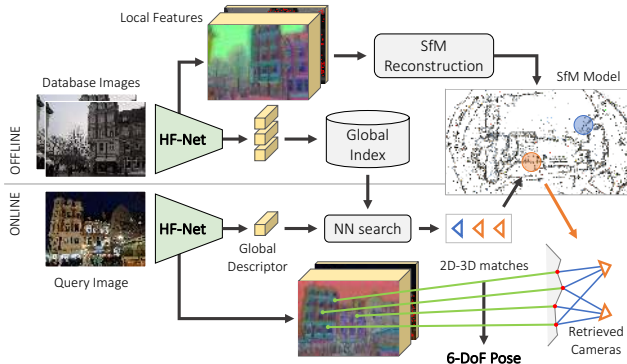 Local Features
SfM
Reconstruction
Database Images
SfM Model
HF-Net
Global
Index
OFFLINE
ONLINE
HF-Net
NN search
Global
Descriptor
Query Image
2D-3D matches
Retrieved
Cameras
6-DoF Pose